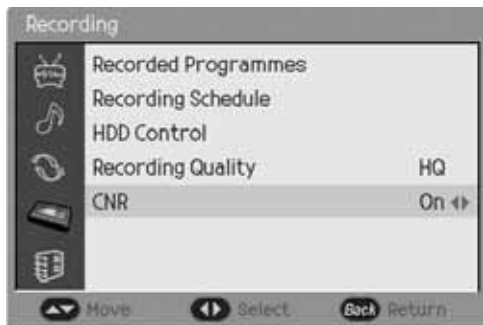 Recording
Recorded Programmes
Recording Schedule
HDD Control
Recording Quality HQ
CNR On
Move Select Back Return